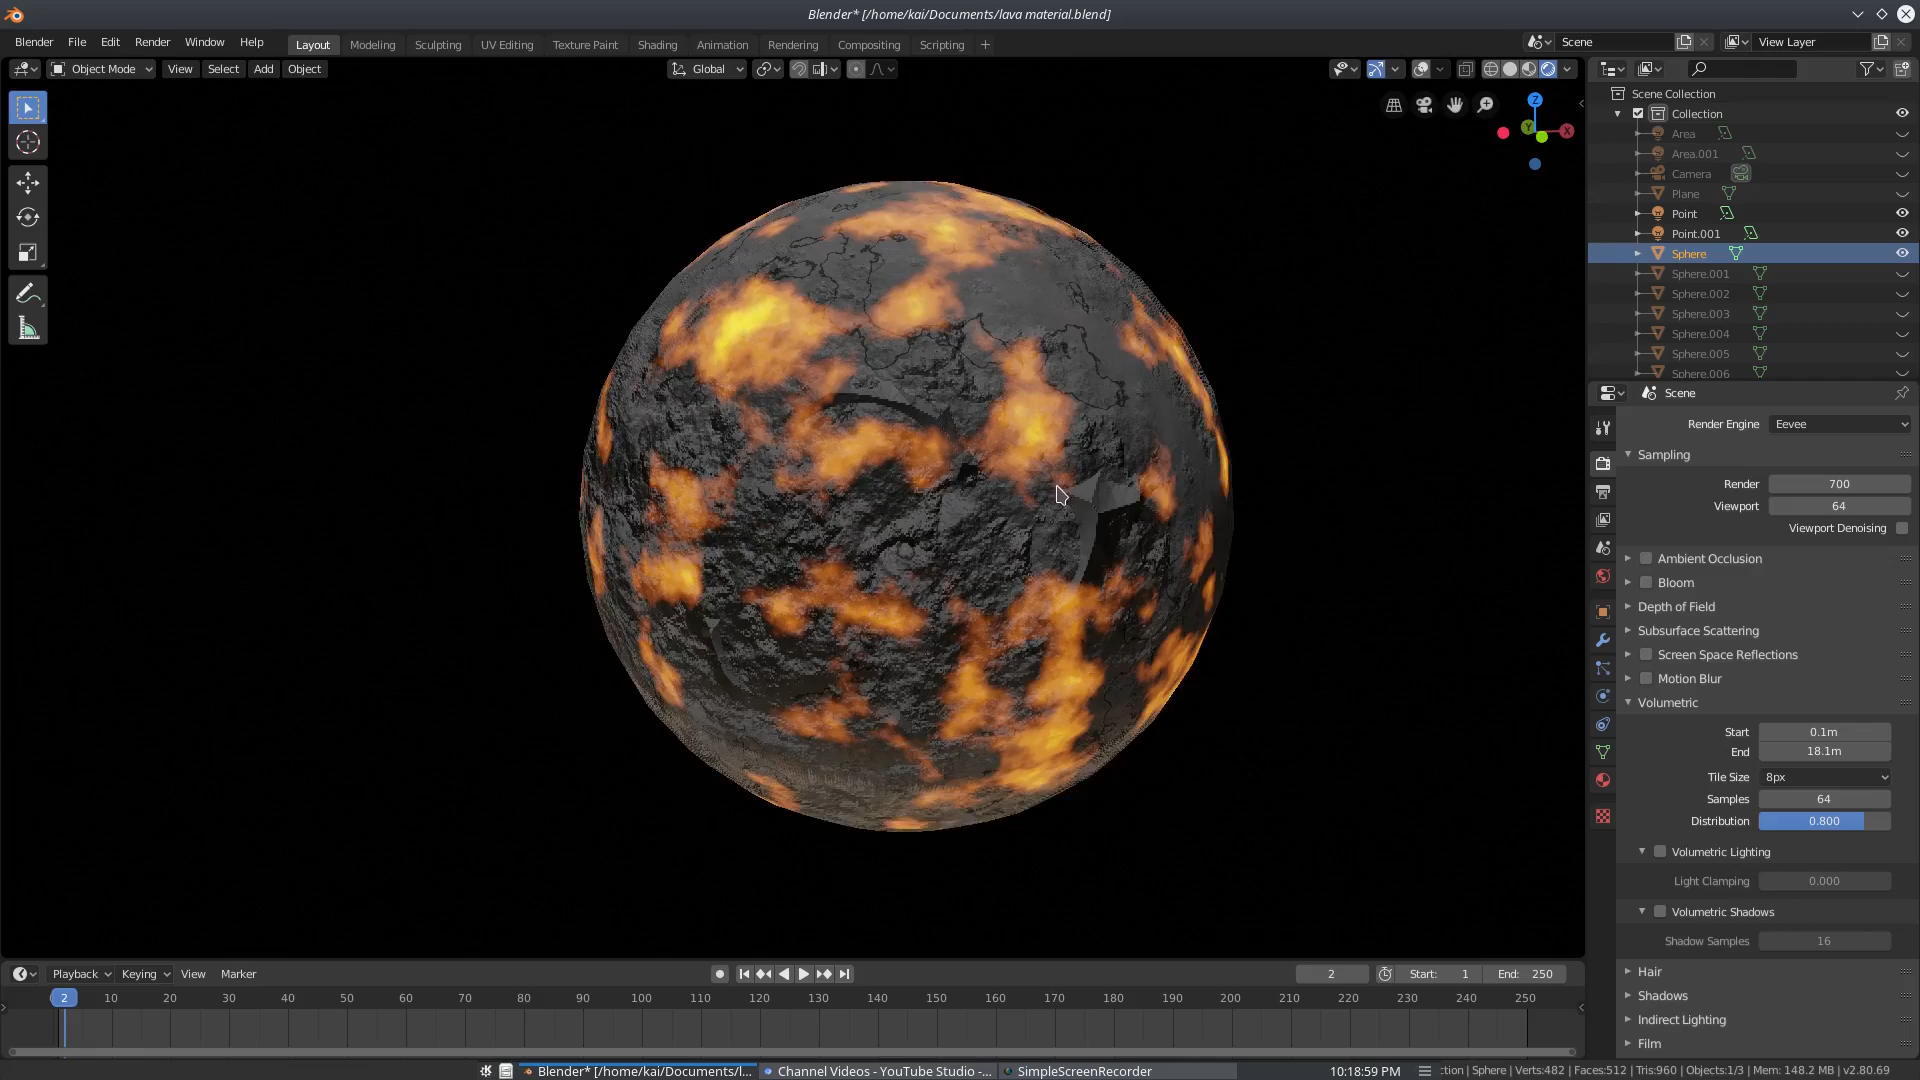 Blender* [/home/kai/Documents/lava material.blend]
Blender File Edit Render Window Help Layout Modeling Sculpting UV Editing Texture Paint Shading Animation Rendering Compositing Scripting + Scene View Layer
Object Mode View Select Add Object Global
Z
Y X
Scene Collection
Collection
Area
Area.001
Camera
Plane
Point
Point.001
Sphere
Sphere.001
Sphere.002
Sphere.003
Sphere.004
Sphere.005
Sphere.006
Scene
Render Engine Eevee
Sampling
Render 700
Viewport 64
Viewport Denoising
Ambient Occlusion
Bloom
Depth of Field
Subsurface Scattering
Screen Space Reflections
Motion Blur
Volumetric
Start 0.1m
End 18.1m
Tile Size 8px
Samples 64
Distribution 0.800
Volumetric Lighting
Light Clamping 0.000
Volumetric Shadows
Shadow Samples 16
Hair
Shadows
Indirect Lighting
Film
Playback Keying View Marker 2 Start: 1 End: 250
2 10 20 30 40 50 60 70 80 90 100 110 120 130 140 150 160 170 180 190 200 210 220 230 240 250
Blender* [/home/kai/Documents/l... Channel Videos - YouTube Studio -... SimpleScreenRecorder 10:18:59 PM :ction | Sphere | Verts:482 | Faces:512 | Tris:960 | Objects:1/3 | Mem: 148.2 MB | v2.80.69